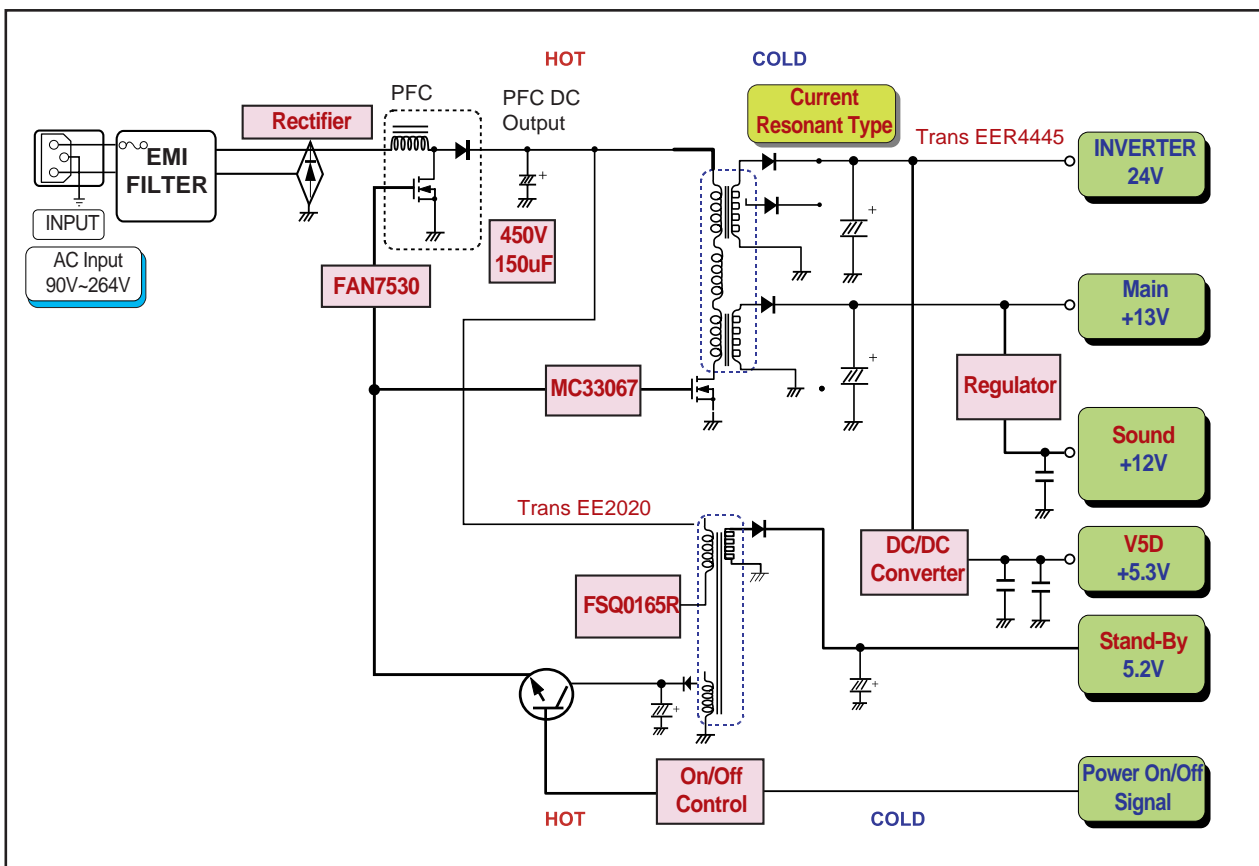 HOT
COLD
PFC
PFC DC
Output
Rectifier
Current
Resonant Type
Trans EER4445
INVERTER
24V
EMI
FILTER
INPUT
AC Input
90V~264V
+
450V
150uF
FAN7530
+
Main
+13V
+
MC33067
Regulator
Sound
+12V
Trans EE2020
DC/DC
Converter
V5D
+5.3V
FSQ0165R
Stand-By
5.2V
+
+
On/Off
Control
Power On/Off
Signal
HOT
COLD